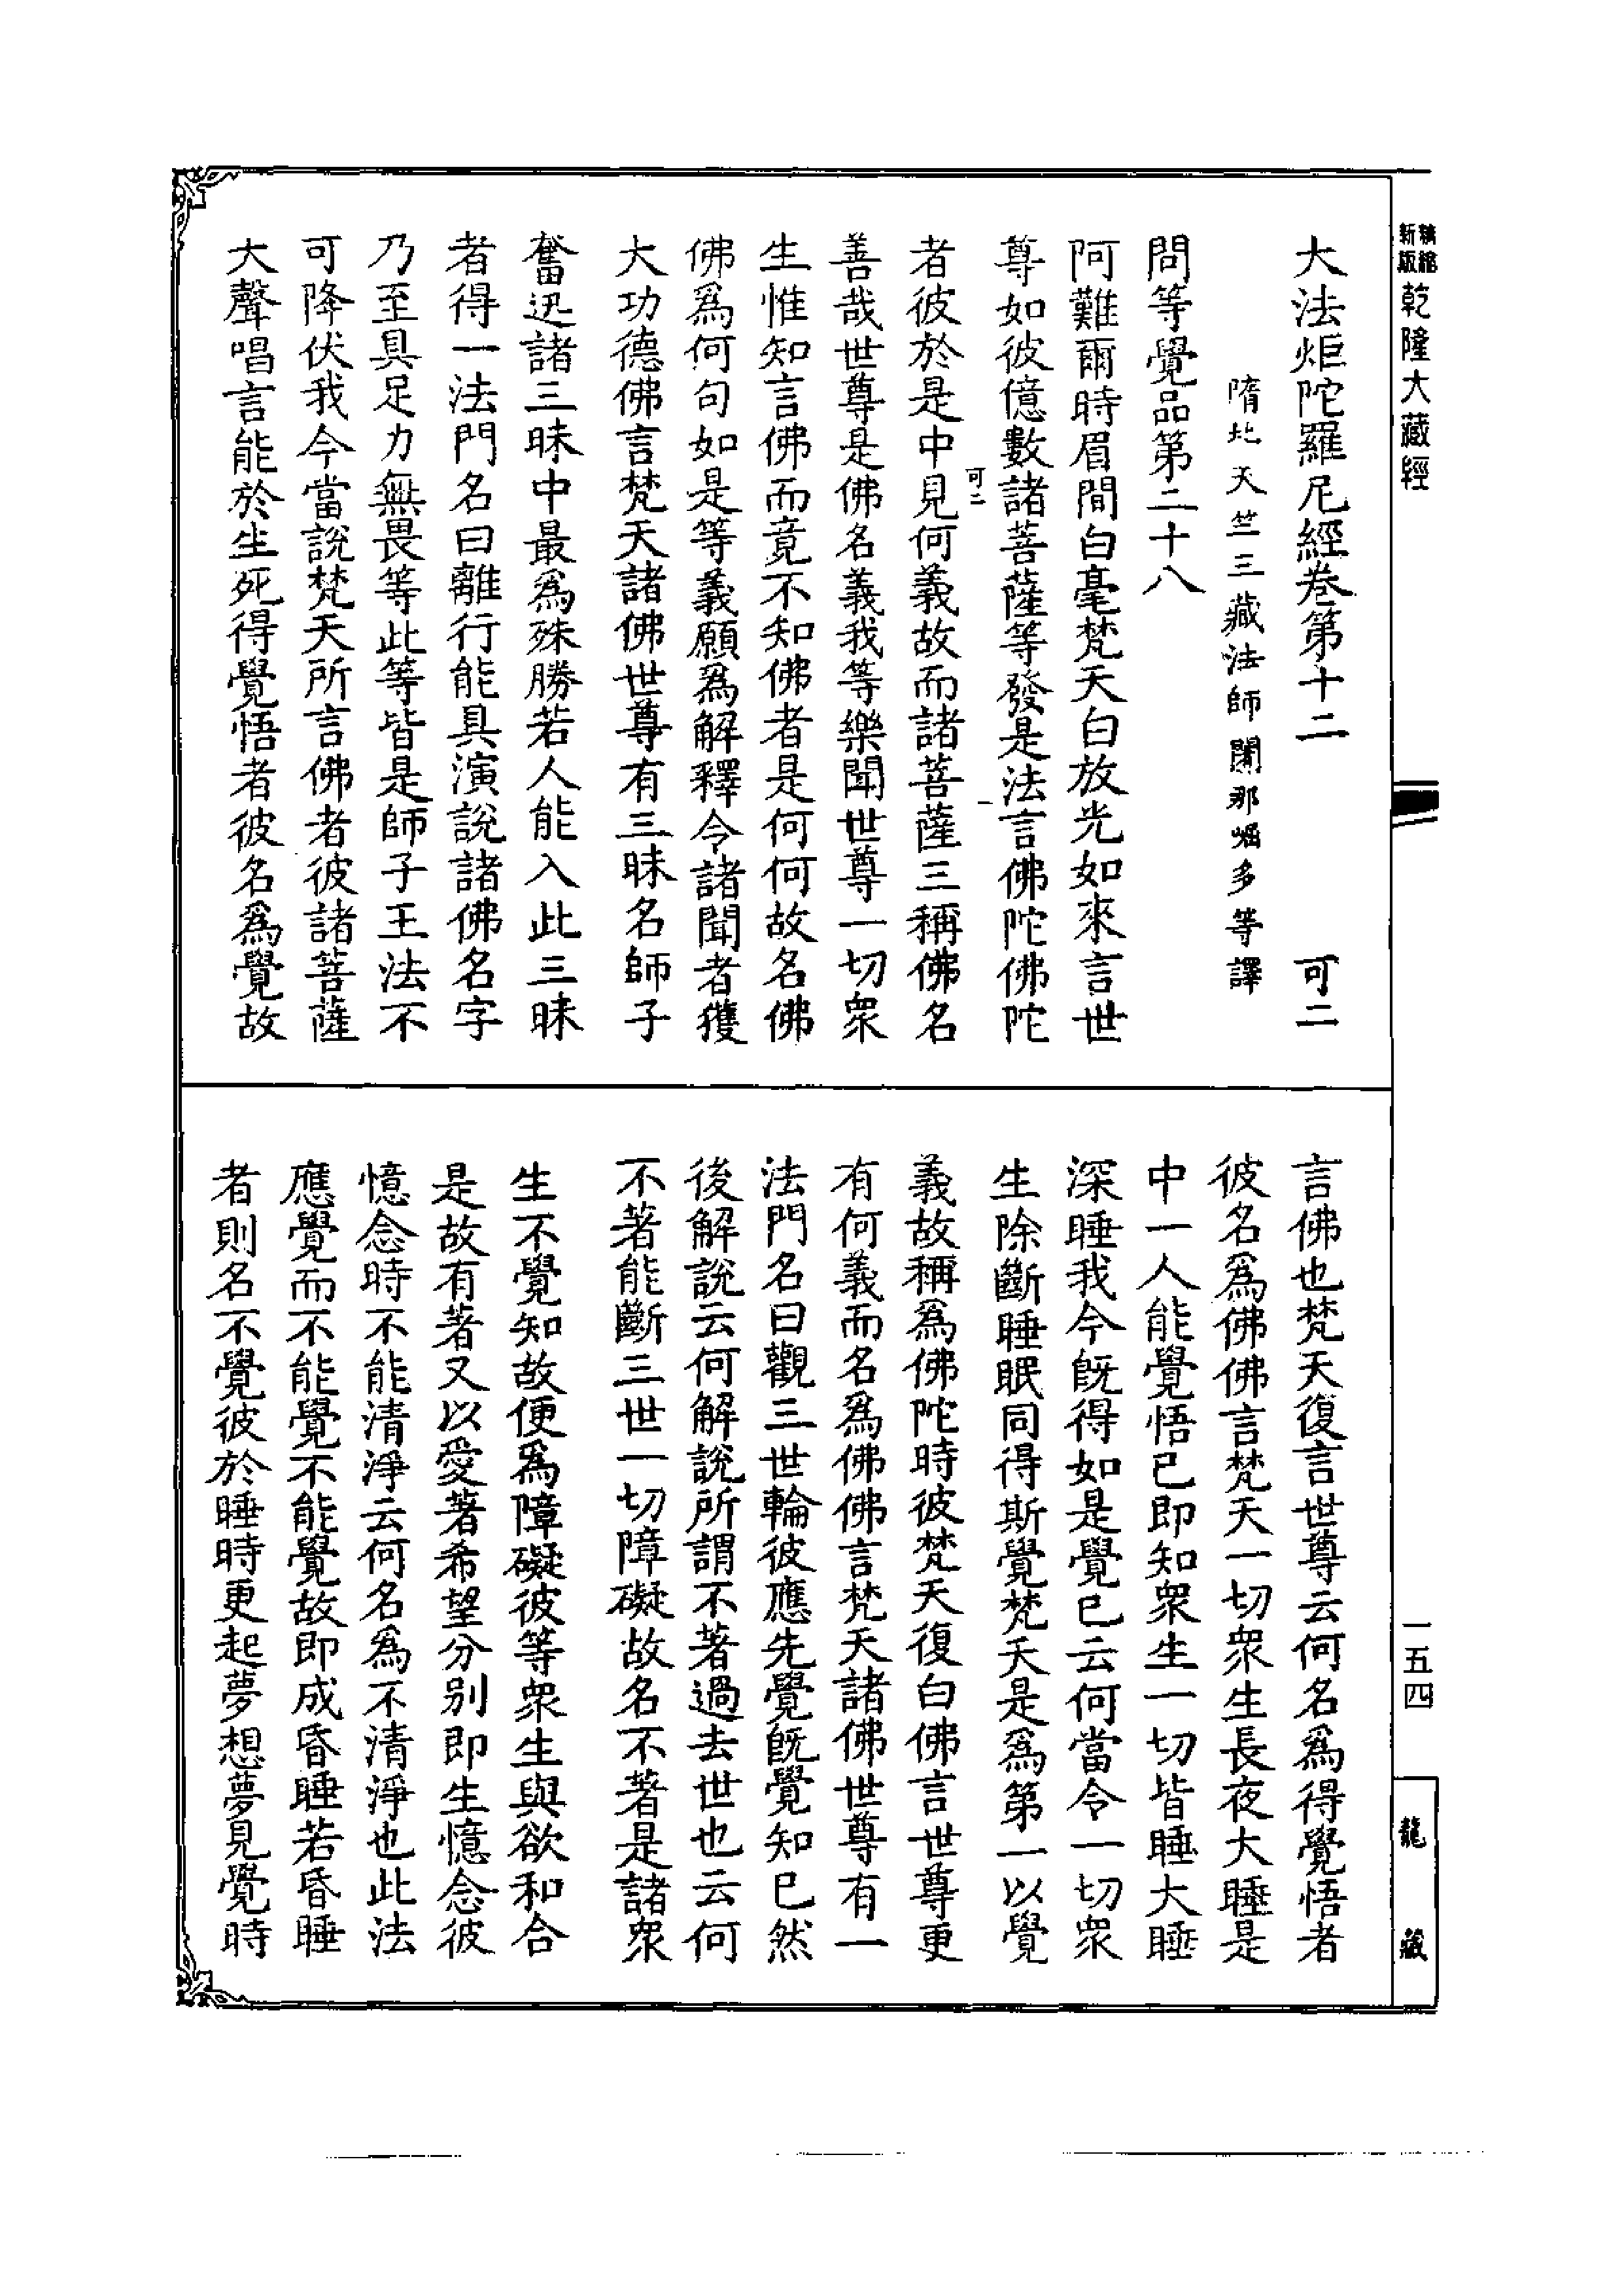 大法炬陀羅尼經卷第十二　可二
隋北天竺三藏法師闍那崛多等譯
問等覺品第二十八
阿難爾時眉間白毫梵天白放光如來言世
尊如彼億數諸菩薩等發是法言佛陀佛陀
可二　一
者彼於是中見何義故而諸菩薩三稱佛名
善哉世尊是佛名義我等樂聞世尊一切衆
生惟知言佛而竟不知佛者是何何故名佛
佛爲何句如是等義願爲解釋令諸聞者獲
大功德佛言梵天諸佛世尊有三昧名師子
奮迅諸三昧中最爲殊勝若人能入此三昧
者得一法門名曰離行能具演說諸佛名字
乃至具足力無畏等此等皆是師子王法不
可降伏我今當說梵天所言佛者彼諸菩薩
大聲唱言能於生死得覺悟者彼名爲覺故
言佛也梵天復言世尊云何名爲得覺悟者
彼名爲佛佛言梵天一切衆生長夜大睡是
中一人能覺悟已即知衆生一切皆睡大睡
深睡我今既得如是覺已云何當令一切衆
生除斷睡眠同得斯覺梵天是爲第一以覺
義故稱爲佛陀時彼梵天復白佛言世尊更
有何義而名爲佛佛言梵天諸佛世尊有一
法門名曰觀三世輪彼應先覺既覺知已然
後解說云何解說所謂不著過去世也云何
不著能斷三世一切障礙故名不著是諸衆
生不覺知故便爲障礙彼等衆生與欲和合
是故有著又以愛著希望分別即生憶念彼
憶念時不能清淨云何名爲不清淨也此法
應覺而不能覺不能覺故即成昏睡若昏睡
者則名不覺彼於睡時更起夢想夢見覺時
新版精縮乾隆大藏經
一五四
龍藏